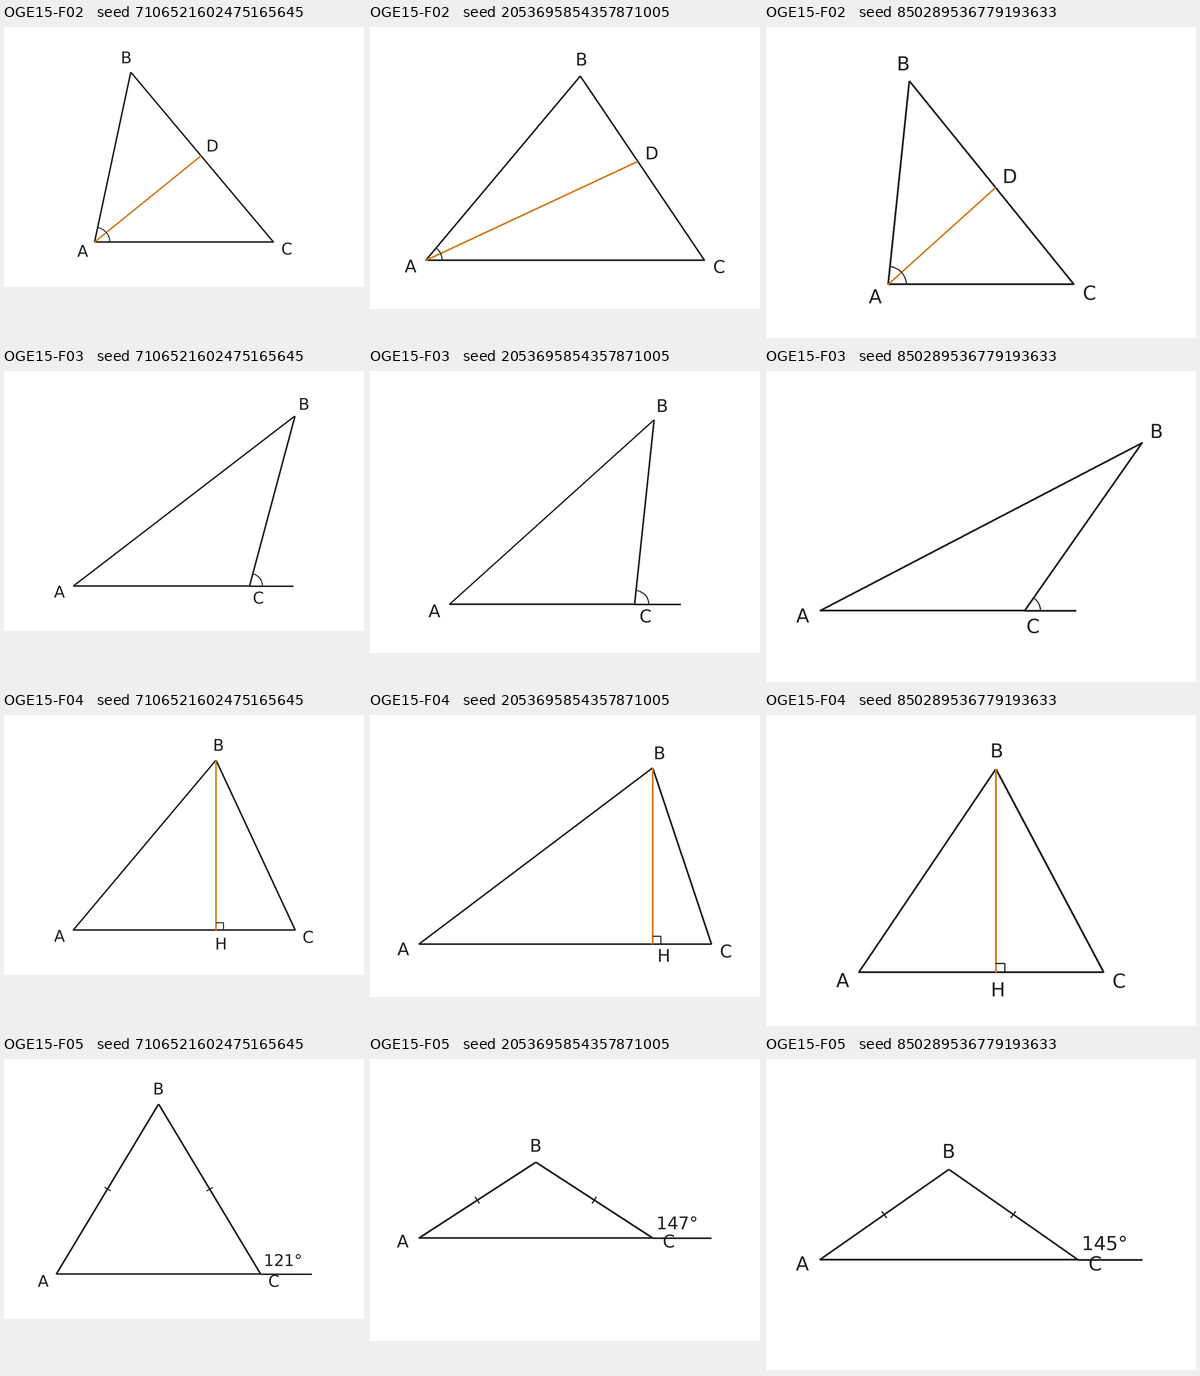 OGE15-F02 seed 7106521602475165645
OGE15-F02 seed 2053695854357871005
OGE15-F02 seed 850289536779193633
B
D
A
C
B
D
A
C
B
D
A
C
OGE15-F03 seed 7106521602475165645
OGE15-F03 seed 2053695854357871005
OGE15-F03 seed 850289536779193633
B
A
C
B
A
C
B
A
C
OGE15-F04 seed 7106521602475165645
OGE15-F04 seed 2053695854357871005
OGE15-F04 seed 850289536779193633
B
A
H
C
B
A
H
C
B
A
H
C
OGE15-F05 seed 7106521602475165645
OGE15-F05 seed 2053695854357871005
OGE15-F05 seed 850289536779193633
B
121°
A
C
B
147°
A
C
B
145°
A
C